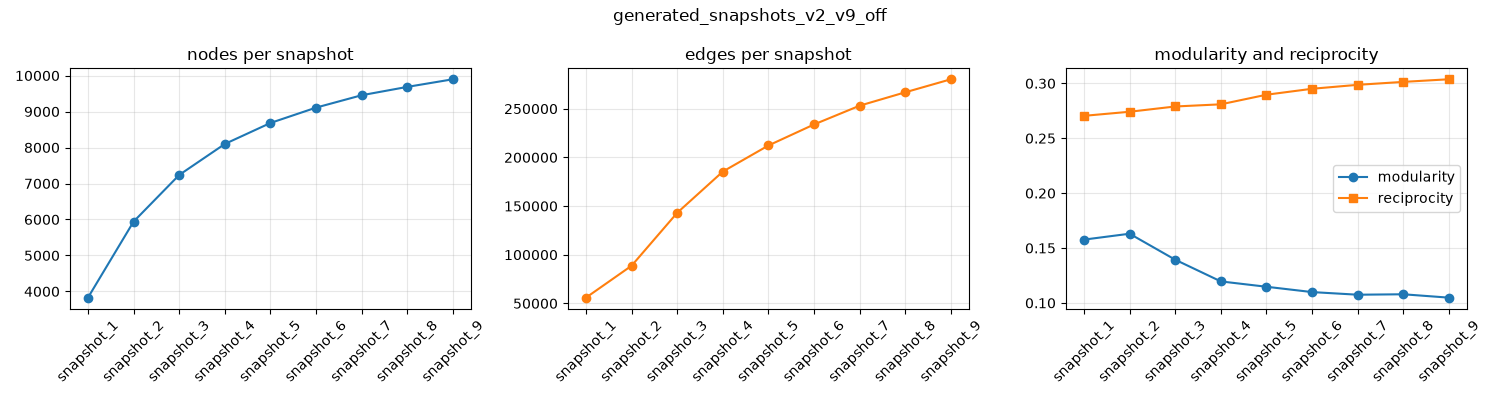 generated_snapshots_v2_v9_off
nodes per snapshot
10000
9000
8000
7000
6000
5000
4000
snapshot_1
snapshot_2
snapshot_3
snapshot_4
snapshot_5
snapshot_6
snapshot_7
snapshot_8
snapshot_9
edges per snapshot
250000
200000
150000
100000
50000
snapshot_1
snapshot_2
snapshot_3
snapshot_4
snapshot_5
snapshot_6
snapshot_7
snapshot_8
snapshot_9
modularity and reciprocity
0.30
0.25
0.20
0.15
0.10
modularity
reciprocity
snapshot_1
snapshot_2
snapshot_3
snapshot_4
snapshot_5
snapshot_6
snapshot_7
snapshot_8
snapshot_9